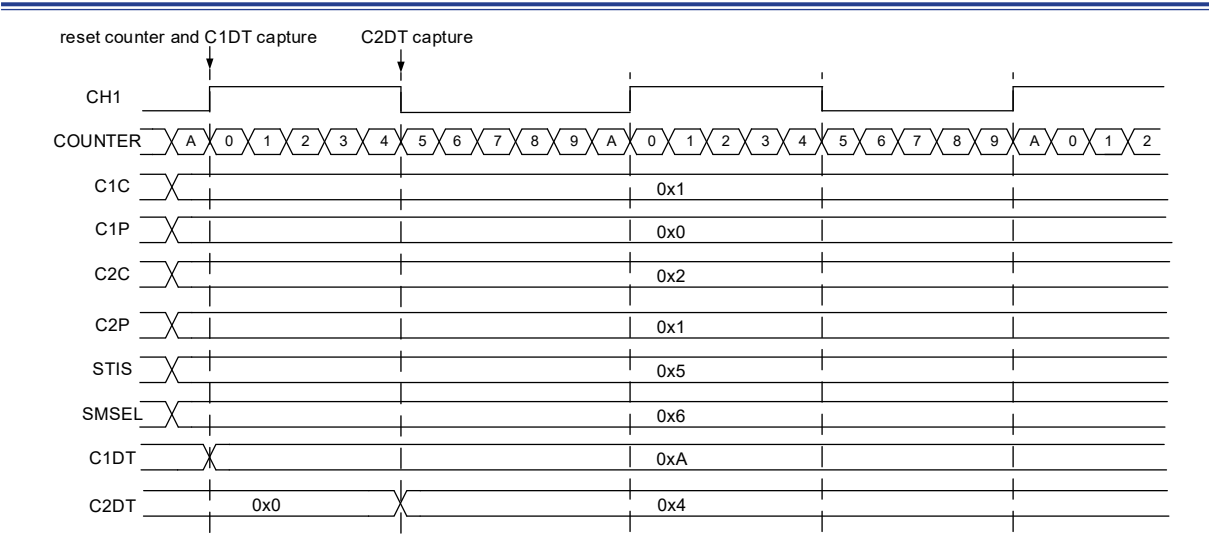 reset counter and C1DT capture C2DT capture
CH1
COUNTER A 0 1 2 3 4 5 6 7 8 9 A 0 1 2 3 4 5 6 7 8 9 A 0 1 2
C1C 0x1
C1P 0x0
C2C 0x2
C2P 0x1
STIS 0x5
SMSEL 0x6
C1DT 0xA
C2DT 0x0 0x4